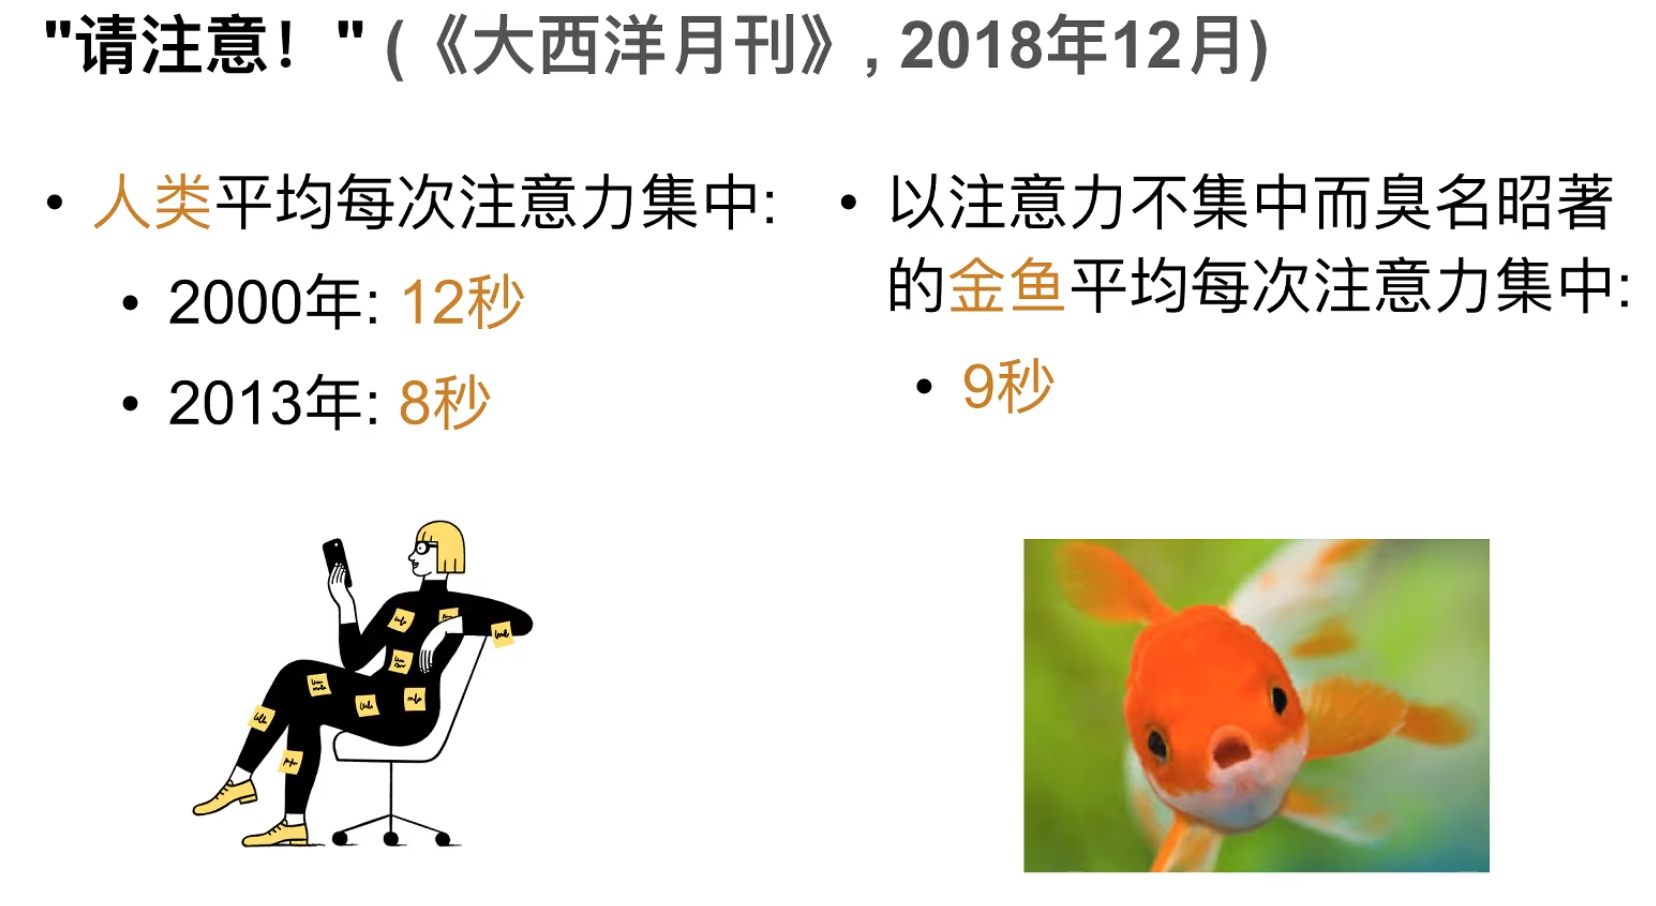 "请注意！" (《大西洋月刊》, 2018年12月)
• 人类平均每次注意力集中:
• 2000年: 12秒
• 2013年: 8秒
• 以注意力不集中而臭名昭著
的金鱼平均每次注意力集中:
• 9秒